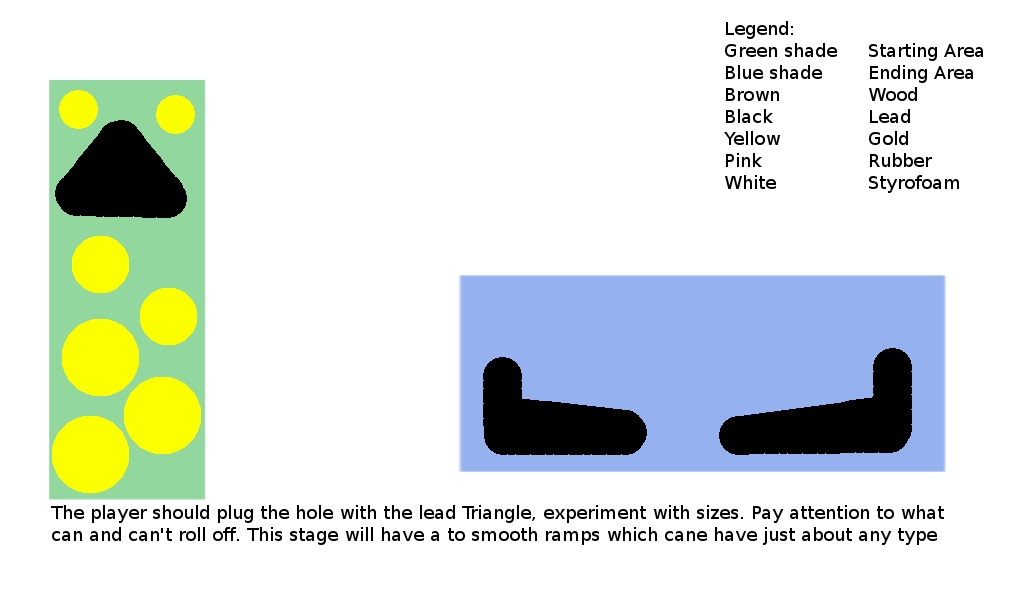 Legend:
Green shade Starting Area
Blue shade Ending Area
Brown Wood
Black Lead
Yellow Gold
Pink Rubber
White Styrofoam
The player should plug the hole with the lead Triangle, experiment with sizes. Pay attention to what
can and can't roll off. This stage will have a to smooth ramps which cane have just about any type